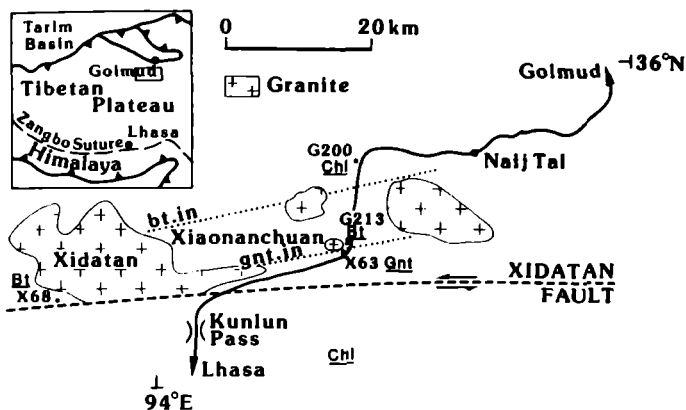 Tarim
Basin
Golmud
Tibetan
Plateau
Zangbo Suture
Lhasa
Himalaya
0 20 km
Granite
Golmud
36°N
Naij Tal
G200
Chl
bt.in
G213
Bt
Xiaonanchuan
gnt.in
X63 Gnt
Xidatan
Bt
X68
XIDATAN
FAULT
Kunlun
Pass
Lhasa
Chl
94°E